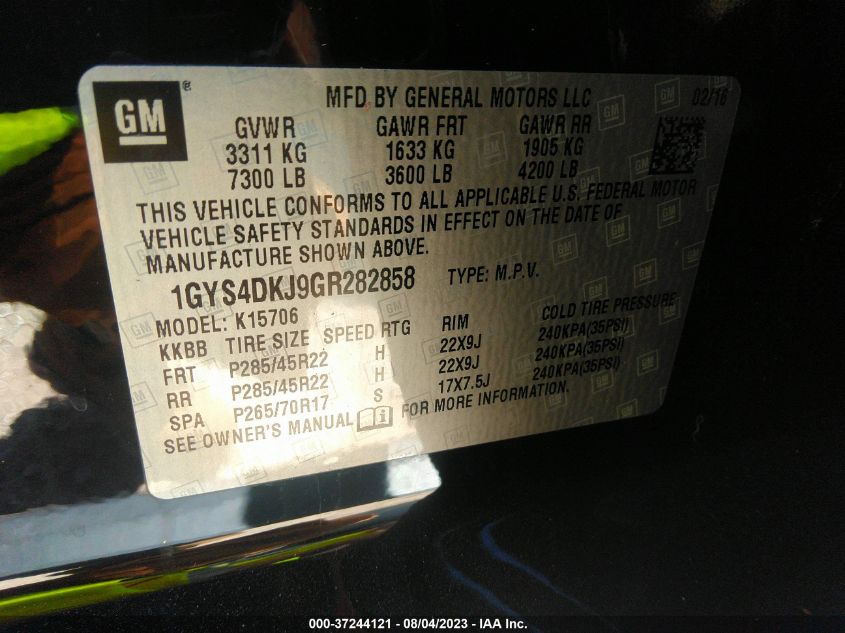 GM
MFD BY GENERAL MOTORS LLC 02/16
GVWR GAWR FRT GAWR RR
3311 KG 1633 KG 1905 KG
7300 LB 3600 LB 4200 LB
THIS VEHICLE CONFORMS TO ALL APPLICABLE U.S. FEDERAL MOTOR
VEHICLE SAFETY STANDARDS IN EFFECT ON THE DATE OF
MANUFACTURE SHOWN ABOVE.
1GYS4DKJ9GR282858 TYPE: M.P.V.
MODEL: K15706
KKBB TIRE SIZE SPEED RTG RIM COLD TIRE PRESSURE
FRT P285/45R22 H 22X9J 240KPA(35PSI)
RR P285/45R22 H 22X9J 240KPA(35PSI)
SPA P265/70R17 S 17X7.5J 240KPA(35PSI)
SEE OWNER'S MANUAL FOR MORE INFORMATION.
000-37244121 - 08/04/2023 - IAA Inc.